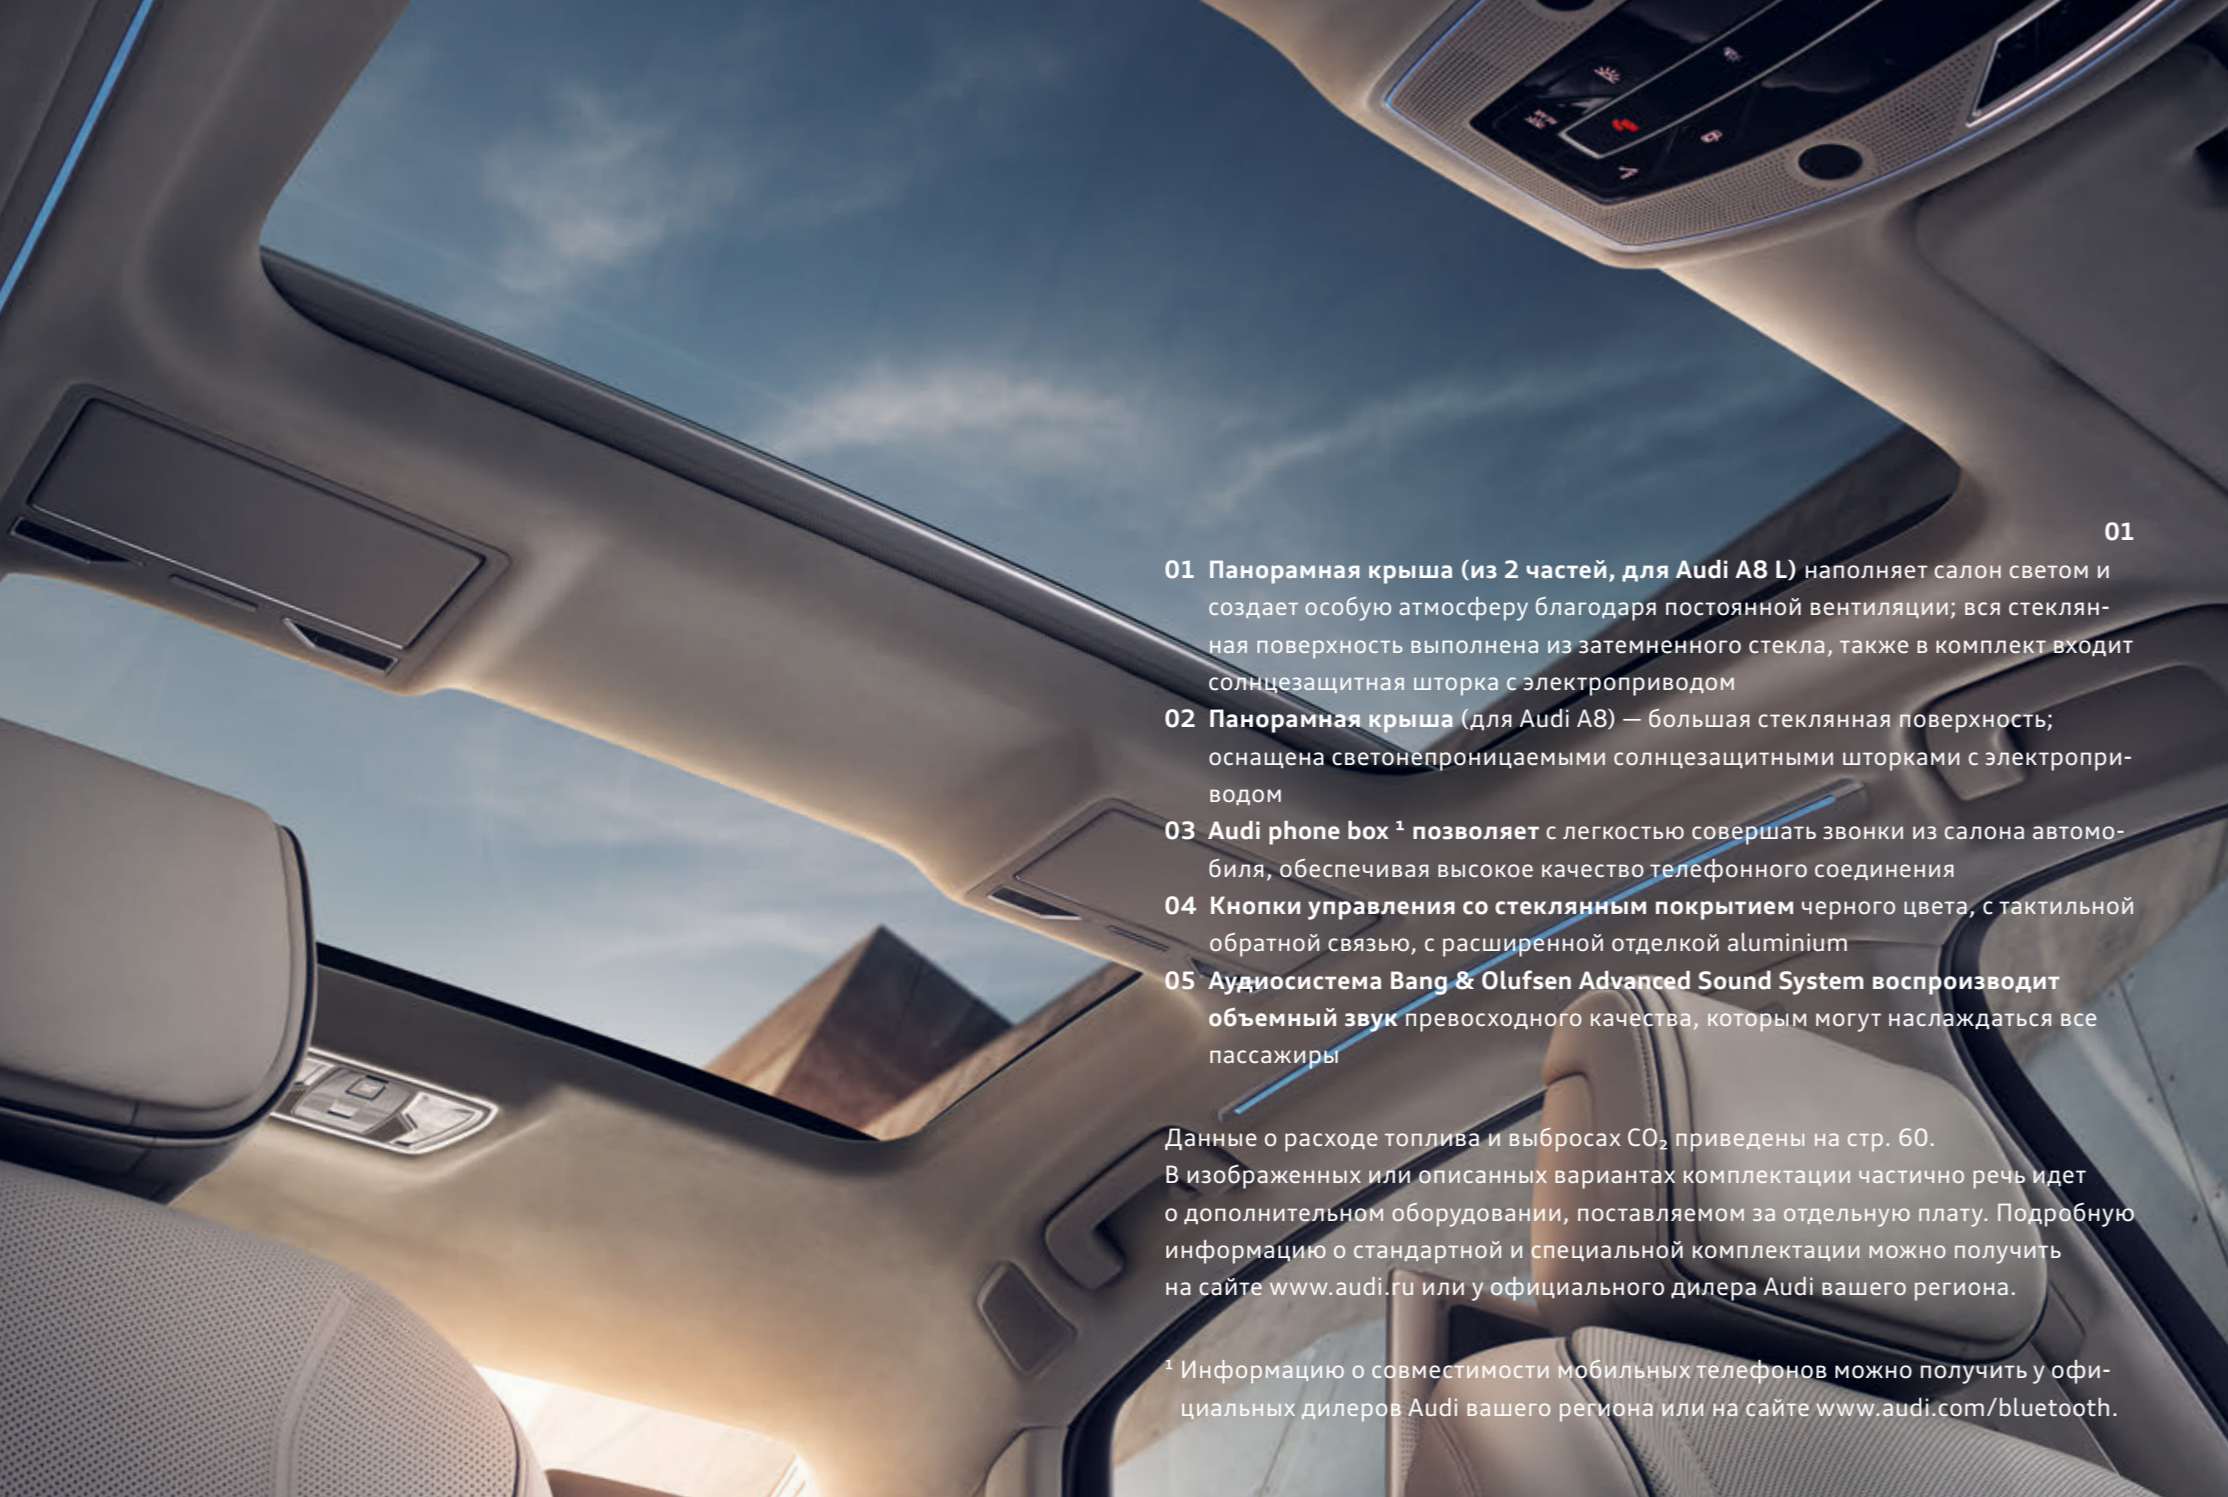 01
01 Панорамная крыша (из 2 частей, для Audi A8 L) наполняет салон светом и
создает особую атмосферу благодаря постоянной вентиляции; вся стеклян-
ная поверхность выполнена из затемненного стекла, также в комплект входит
солнцезащитная шторка с электроприводом
02 Панорамная крыша (для Audi A8) — большая стеклянная поверхность;
оснащена светонепроницаемыми солнцезащитными шторками с электропри-
водом
03 Audi phone box ¹ позволяет с легкостью совершать звонки из салона автомо-
биля, обеспечивая высокое качество телефонного соединения
04 Кнопки управления со стеклянным покрытием черного цвета, с тактильной
обратной связью, с расширенной отделкой aluminium
05 Аудиосистема Bang & Olufsen Advanced Sound System воспроизводит
объемный звук превосходного качества, которым могут наслаждаться все
пассажиры
Данные о расходе топлива и выбросах CO₂ приведены на стр. 60.
В изображенных или описанных вариантах комплектации частично речь идет
о дополнительном оборудовании, поставляемом за отдельную плату. Подробную
информацию о стандартной и специальной комплектации можно получить
на сайте www.audi.ru или у официального дилера Audi вашего региона.
¹ Информацию о совместимости мобильных телефонов можно получить у офи-
циальных дилеров Audi вашего региона или на сайте www.audi.com/bluetooth.